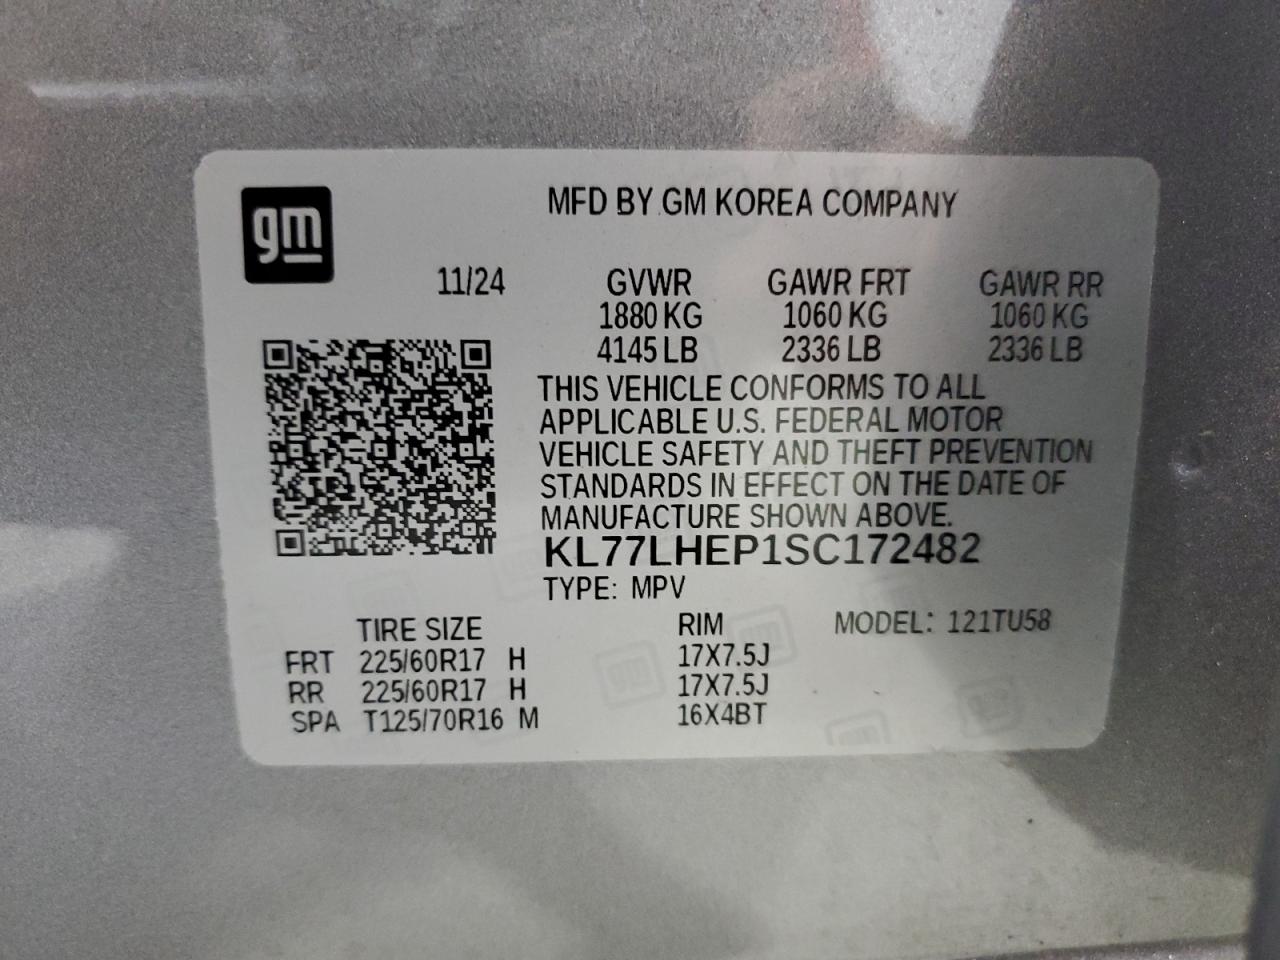 gm
MFD BY GM KOREA COMPANY
11/24 GVWR GAWR FRT GAWR RR
1880 KG 1060 KG 1060 KG
4145 LB 2336 LB 2336 LB
THIS VEHICLE CONFORMS TO ALL
APPLICABLE U.S. FEDERAL MOTOR
VEHICLE SAFETY AND THEFT PREVENTION
STANDARDS IN EFFECT ON THE DATE OF
MANUFACTURE SHOWN ABOVE.
KL77LHEP1SC172482
TYPE: MPV
TIRE SIZE RIM MODEL: 121TU58
FRT 225/60R17 H 17X7.5J
RR 225/60R17 H 17X7.5J
SPA T125/70R16 M 16X4BT